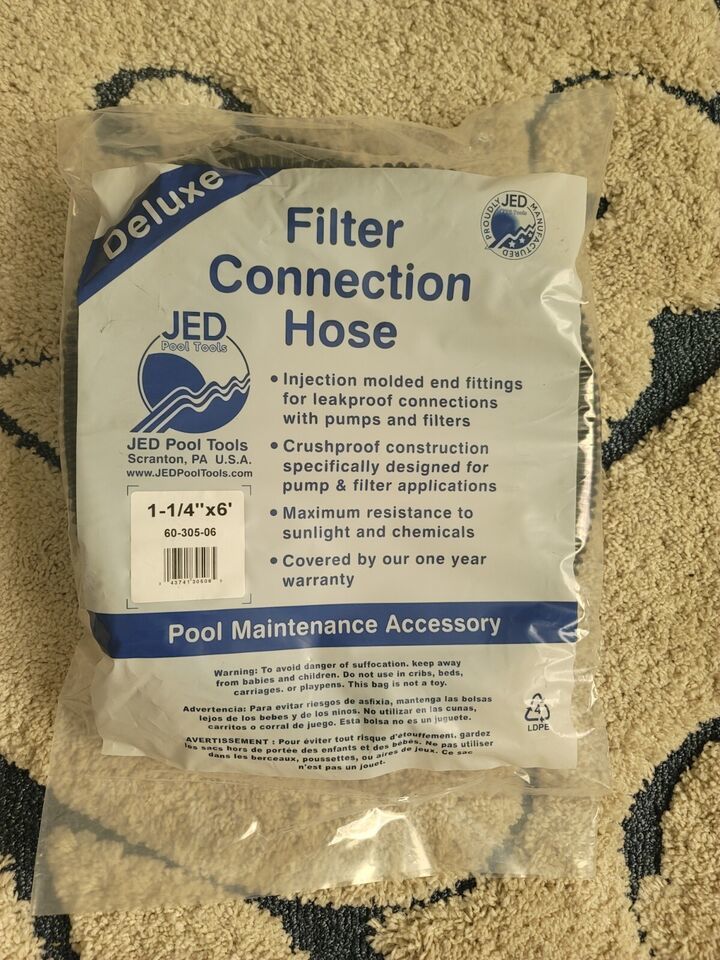 Deluxe
Filter
Connection
Hose
PROUDLY JED MANUFACTURED
Pool Tools
JED
Pool Tools
JED Pool Tools
Scranton, PA U.S.A.
www.JEDPoolTools.com
• Injection molded end fittings
for leakproof connections
with pumps and filters
• Crushproof construction
specifically designed for
pump & filter applications
• Maximum resistance to
sunlight and chemicals
• Covered by our one year
warranty
1-1/4"x6'
60-305-06
Pool Maintenance Accessory
Warning: To avoid danger of suffocation. keep away
from babies and children. Do not use in cribs, beds,
carriages. or playpens. This bag is not a toy.
Advertencia: Para evitar riesgos de asfixia, mantenga las bolsas
lejos de los bebes y de los ninos. No utilizar en las cunas,
carritos o corral de juego. Esta bolsa no es un juguete.
AVERTISSEMENT : Pour éviter tout risque d'étouffement, gardez
les sacs hors de portée des enfants et des bébés. Ne pas utiliser
dans les berceaux, poussettes, ou aires de jeux. Ce sac
n'est pas un jouet.
4
LDPE